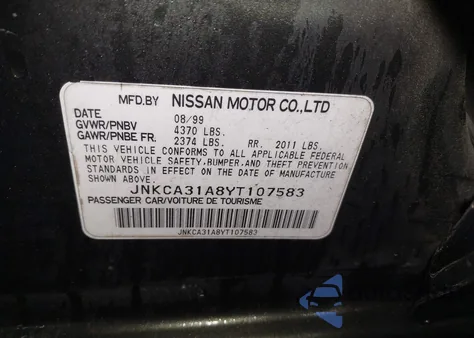 MFD.BY NISSAN MOTOR CO.,LTD
DATE 08/99
GVWR/PNBV 4370 LBS.
GAWR/PNBE FR. 2374 LBS. RR. 2011 LBS.
THIS VEHICLE CONFORMS TO ALL APPLICABLE FEDERAL
MOTOR VEHICLE SAFETY, BUMPER, AND THEFT PREVENTION
STANDARDS IN EFFECT ON THE DATE OF MANUFACTURE
SHOWN ABOVE.
JNKCA31A8YT107583
PASSENGER CAR/VOITURE DE TOURISME
JNKCA31A8YT107583